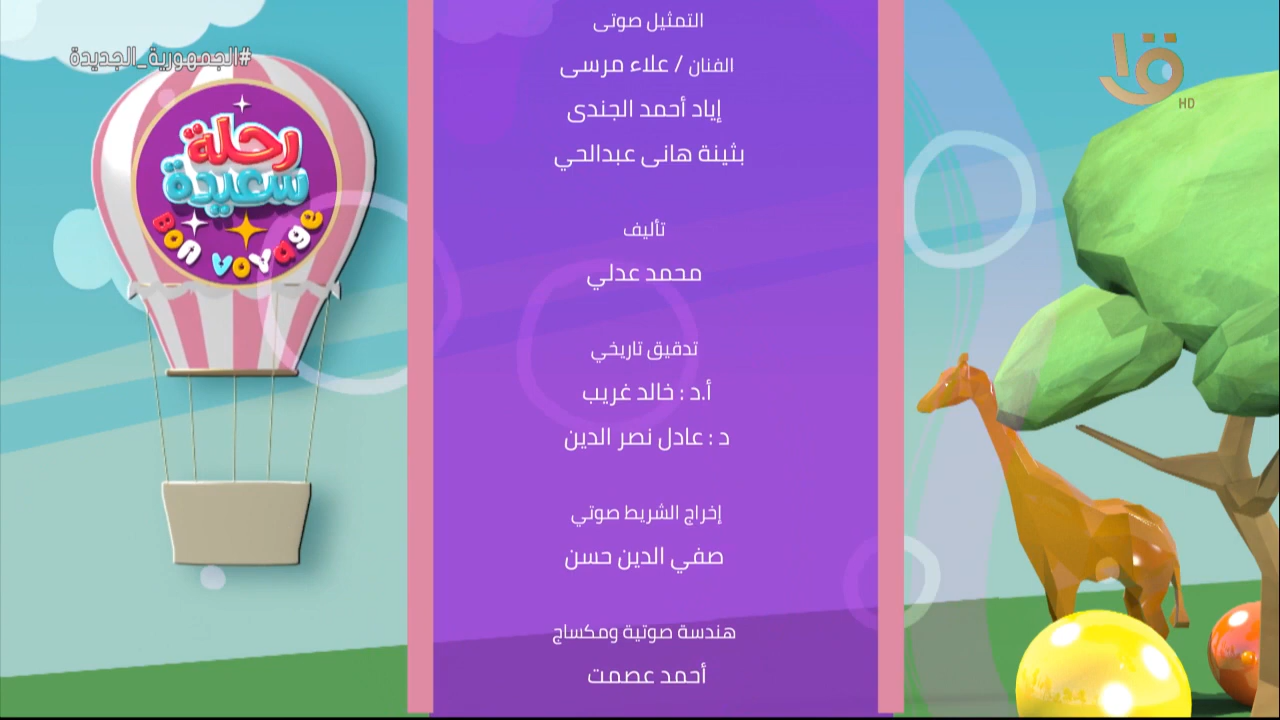 #الجمهورية_الجديدة
HD
رحلة
سعيدة
BON VOYAGE
التمثيل صوتى
الفنان / علاء مرسى
إياد أحمد الجندى
بثينة هانى عبدالحي
تأليف
محمد عدلي
تدقيق تاريخي
أ.د : خالد غريب
د : عادل نصر الدين
إخراج الشريط صوتي
صفي الدين حسن
هندسة صوتية ومكساج
أحمد عصمت